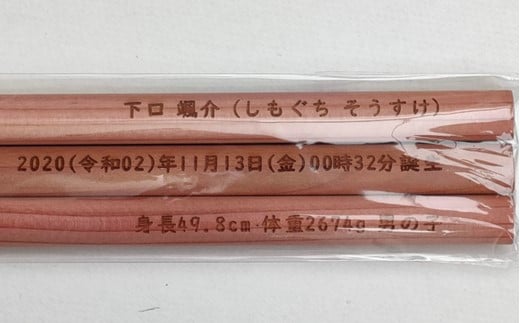 下口 颯介 (しもぐち そうすけ)
2020(令和02)年11月13日(金)00時32分誕生
身長49.8cm 体重2674g 男の子